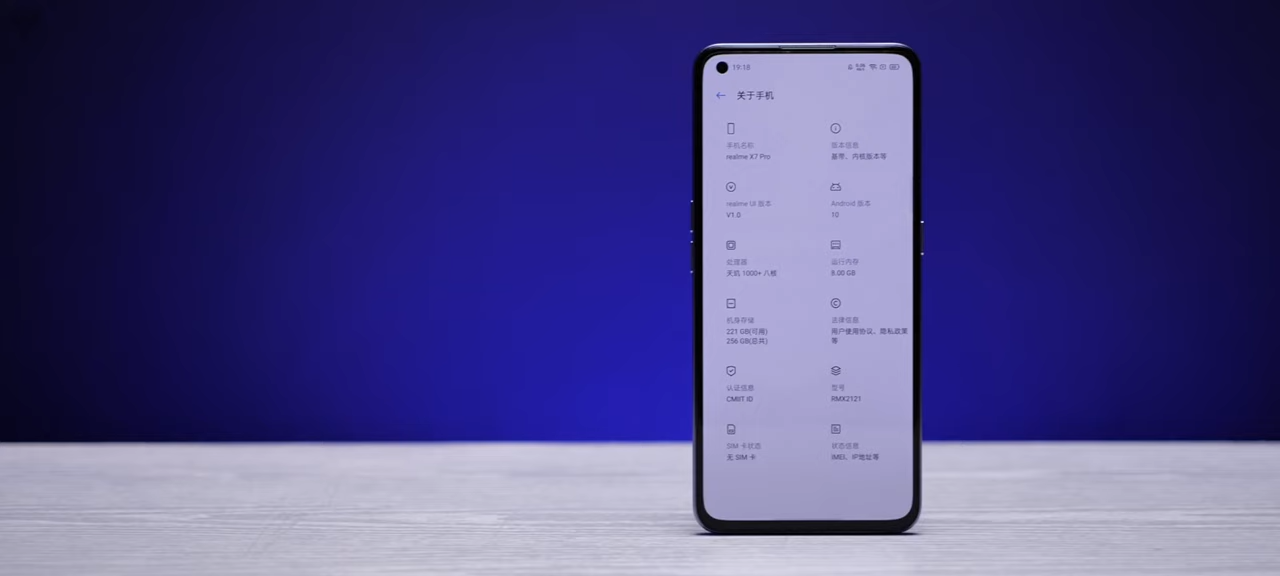 19:18
关于手机
手机名称
realme X7 Pro
版本信息
基带、内核版本等
realme UI 版本
V1.0
Android 版本
10
处理器
天玑 1000+ 八核
运行内存
8.00 GB
机身存储
221 GB(可用)
256 GB(总共)
法律信息
用户使用协议、隐私政策
等
认证信息
CMIIT ID
型号
RMX2121
SIM 卡状态
无 SIM 卡
状态信息
IMEI、IP地址等